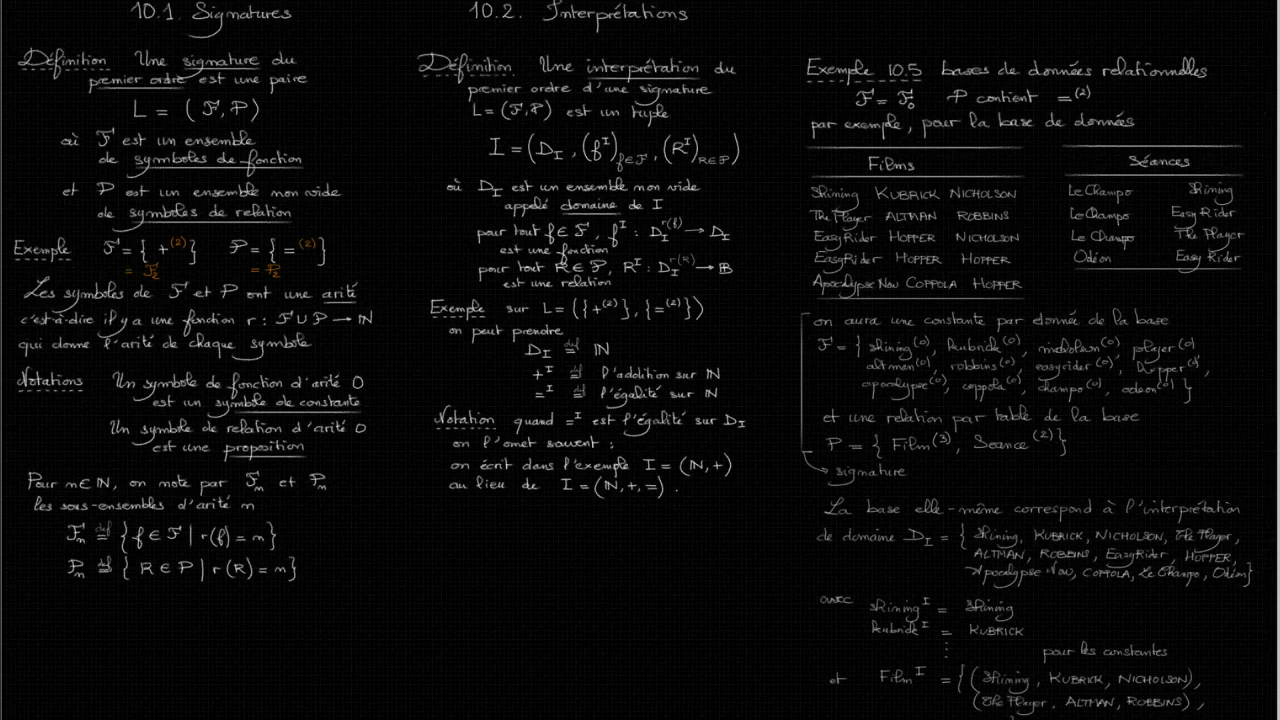 10.1. Signatures
Définition Une signature du
premier ordre est une paire
L = (F, P)
où F est un ensemble
de symboles de fonction
et P est un ensemble non vide
de symboles de relation
Exemple F = { +(2) } P = { =(2) }
= F2 = P2
Les symboles de F et P ont une arité
c'est-à-dire il y a une fonction r : F ∪ P → ℕ
qui donne l'arité de chaque symbole
Notations Un symbole de fonction d'arité 0
est un symbole de constante
Un symbole de relation d'arité 0
est une proposition
Pour n ∈ ℕ, on note par Fn et Pn
les sous-ensembles d'arité n
Fn def= { f ∈ F | r(f) = n }
Pn def= { R ∈ P | r(R) = n }
10.2. Interprétations
Définition Une interprétation du
premier ordre d'une signature
L = (F, P) est un tuple
I = (D_I, (f^I)_{f∈F}, (R^I)_{R∈P})
où D_I est un ensemble non vide
appelé domaine de I
pour tout f ∈ F, f^I : D_I^{r(f)} → D_I
est une fonction
pour tout R ∈ P, R^I : D_I^{r(R)} → 𝔹
est une relation
Exemple sur L = ({+(2)}, {=(2)})
on peut prendre
D_I def= ℕ
+^I def= l'addition sur ℕ
=^I def= l'égalité sur ℕ
Notation quand =^I est l'égalité sur D_I
on l'omet souvent :
on écrit dans l'exemple I = (ℕ, +)
au lieu de I = (ℕ, +, =).
Exemple 10.5 bases de données relationnelles
F = F0 P contient =(2)
par exemple, pour la base de données
Films
Shining KUBRICK NICHOLSON
The Player ALTMAN ROBBINS
Easy Rider HOPPER NICHOLSON
Easy Rider HOPPER HOPPER
Apocalypse Now COPPOLA HOPPER
Séances
Le Champo Shining
Le Champo Easy Rider
Le Champo The Player
Odéon Easy Rider
on aura une constante par donnée de la base
F = { shining(0), kubrick(0), nicholson(0), player(0)
altman(0), robbins(0), easyrider(0), hopper(0),
apocalypse(0), coppola(0), champo(0), odeon(0) }
et une relation par table de la base
P = { Film(3), Seance(2) }
signature
La base elle-même correspond à l'interprétation
de domaine D_I = { Shining, KUBRICK, NICHOLSON, The Player,
ALTMAN, ROBBINS, Easy Rider, HOPPER,
Apocalypse Now, COPPOLA, Le Champo, Odéon }
avec shining^I = Shining
kubrick^I = KUBRICK
⋮
pour les constantes
et Film^I = { (Shining, KUBRICK, NICHOLSON),
(The Player, ALTMAN, ROBBINS),